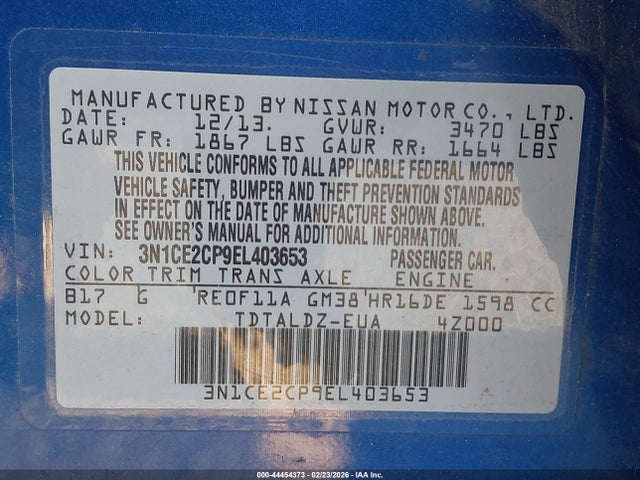 MANUFACTURED BY NISSAN MOTOR CO., LTD.
DATE: 12/13. GVWR: 3470 LBS
GAWR FR: 1867 LBS GAWR RR: 1664 LBS
THIS VEHICLE CONFORMS TO ALL APPLICABLE FEDERAL MOTOR
VEHICLE SAFETY, BUMPER AND THEFT PREVENTION STANDARDS
IN EFFECT ON THE DATE OF MANUFACTURE SHOWN ABOVE.
SEE OWNER'S MANUAL FOR ADDITIONAL INFORMATION.
VIN: 3N1CE2CP9EL403653 PASSENGER CAR.
COLOR TRIM TRANS AXLE ENGINE
B17 G 'RE0F11A GM38'HR16DE 1598 CC
MODEL: TDTALDZ-EUA 4Z000
3N1CE2CP9EL403653
000-44454373 - 02/23/2026 - IAA Inc.